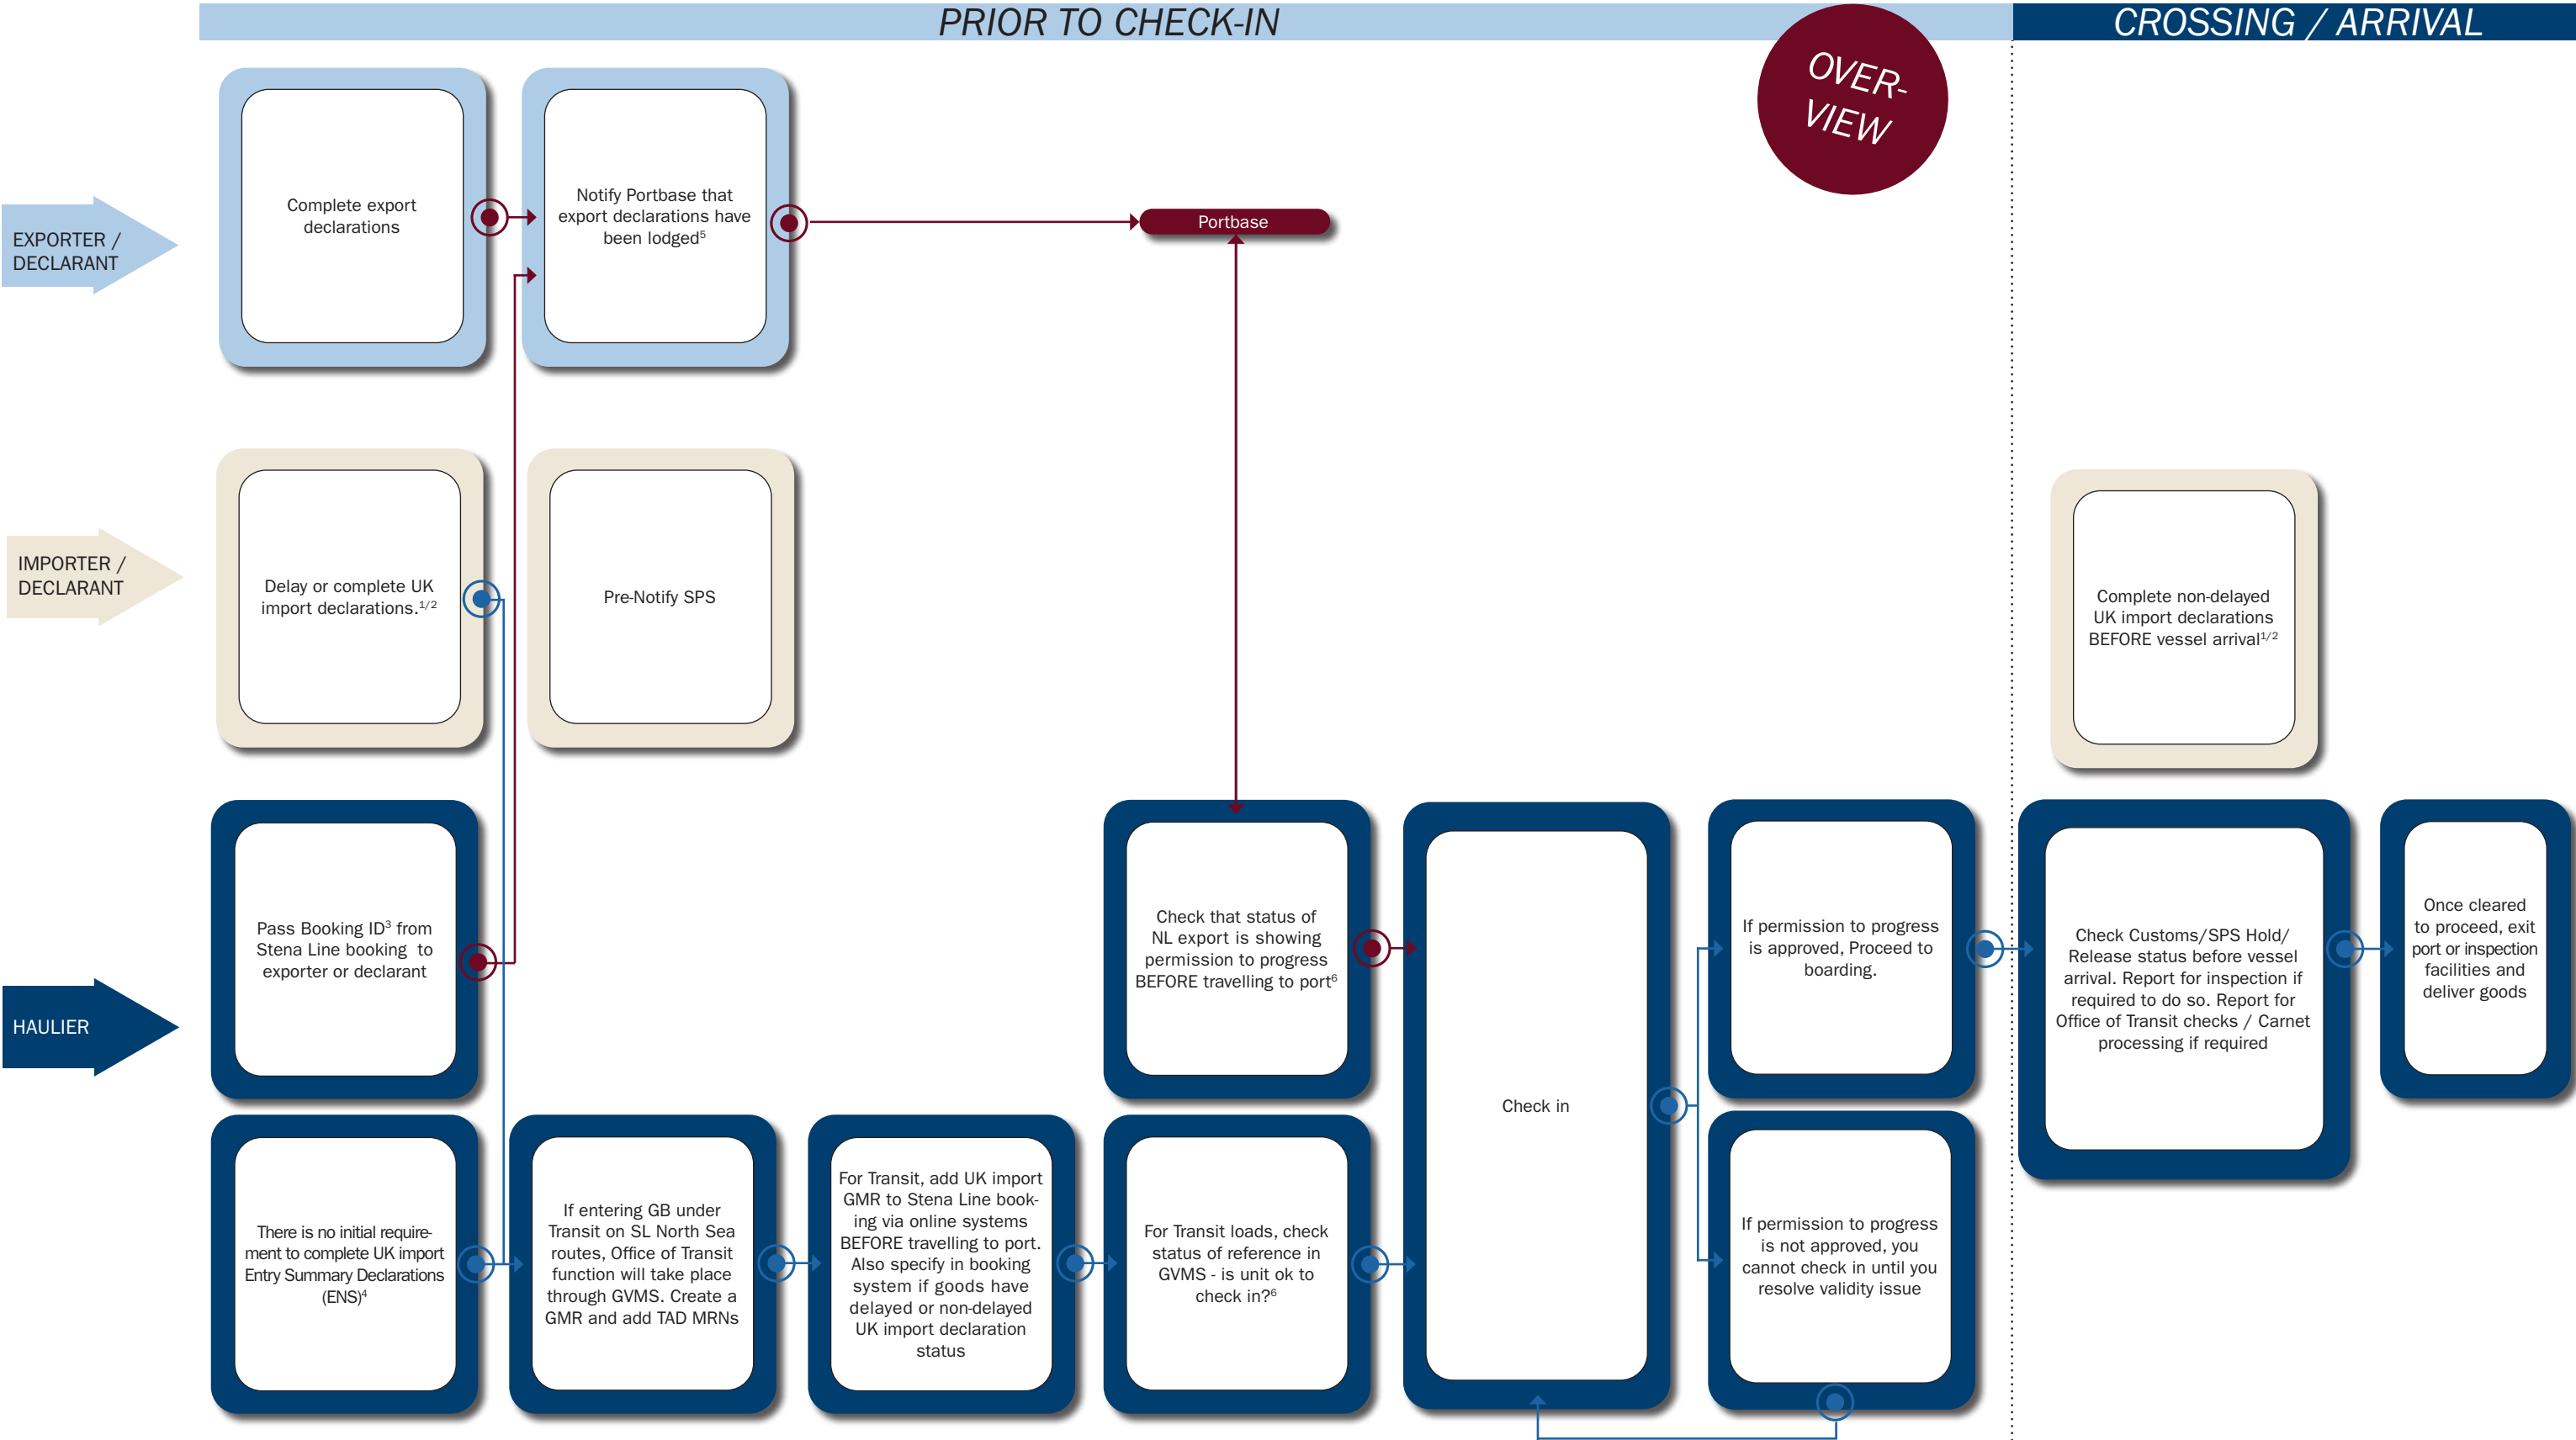 PRIOR TO CHECK-IN
CROSSING / ARRIVAL
OVER-
VIEW
EXPORTER /
DECLARANT
Complete export
declarations
Notify Portbase that
export declarations have
been lodged⁵
Portbase
IMPORTER /
DECLARANT
Delay or complete UK
import declarations.¹/²
Pre-Notify SPS
Complete non-delayed
UK import declarations
BEFORE vessel arrival¹/²
HAULIER
Pass Booking ID³ from
Stena Line booking to
exporter or declarant
Check that status of
NL export is showing
permission to progress
BEFORE travelling to port⁶
Check in
If permission to progress
is approved, Proceed to
boarding.
Check Customs/SPS Hold/
Release status before vessel
arrival. Report for inspection if
required to do so. Report for
Office of Transit checks / Carnet
processing if required
Once cleared
to proceed, exit
port or inspection
facilities and
deliver goods
There is no initial require-
ment to complete UK import
Entry Summary Declarations
(ENS)⁴
If entering GB under
Transit on SL North Sea
routes, Office of Transit
function will take place
through GVMS. Create a
GMR and add TAD MRNs
For Transit, add UK import
GMR to Stena Line book-
ing via online systems
BEFORE travelling to port.
Also specify in booking
system if goods have
delayed or non-delayed
UK import declaration
status
For Transit loads, check
status of reference in
GVMS - is unit ok to
check in?⁶
If permission to progress
is not approved, you
cannot check in until you
resolve validity issue